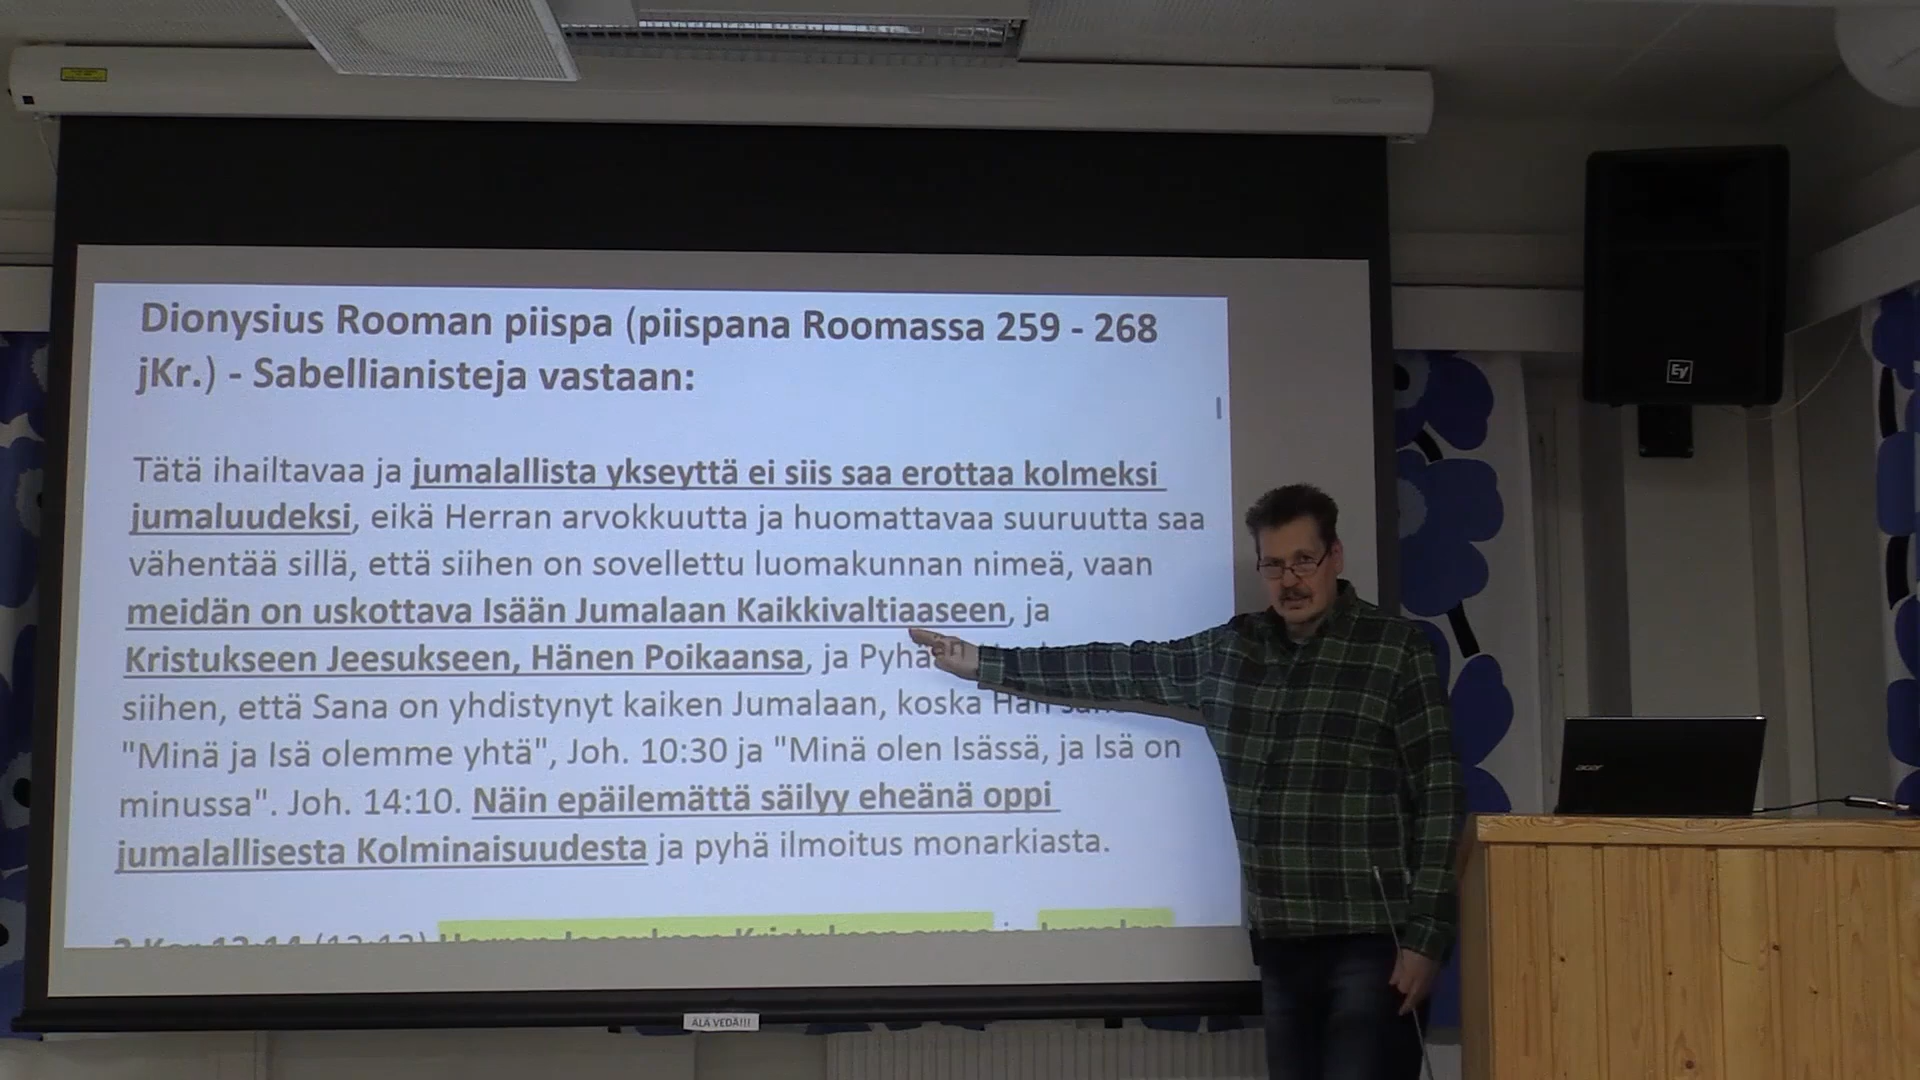 Dionysius Rooman piispa (piispana Roomassa 259 - 268
jKr.) - Sabellianisteja vastaan:
Tätä ihailtavaa ja jumalallista ykseyttä ei siis saa erottaa kolmeksi
jumaluudeksi, eikä Herran arvokkuutta ja huomattavaa suuruutta saa
vähentää sillä, että siihen on sovellettu luomakunnan nimeä, vaan
meidän on uskottava Isään Jumalaan Kaikkivaltiaaseen, ja
Kristukseen Jeesukseen, Hänen Poikaansa, ja Pyhään
siihen, että Sana on yhdistynyt kaiken Jumalaan, koska Hän
"Minä ja Isä olemme yhtä", Joh. 10:30 ja "Minä olen Isässä, ja Isä on
minussa". Joh. 14:10. Näin epäilemättä säilyy eheänä oppi
jumalallisesta Kolminaisuudesta ja pyhä ilmoitus monarkiasta.
ÄLÄ VEDÄ!!!
EV
acer